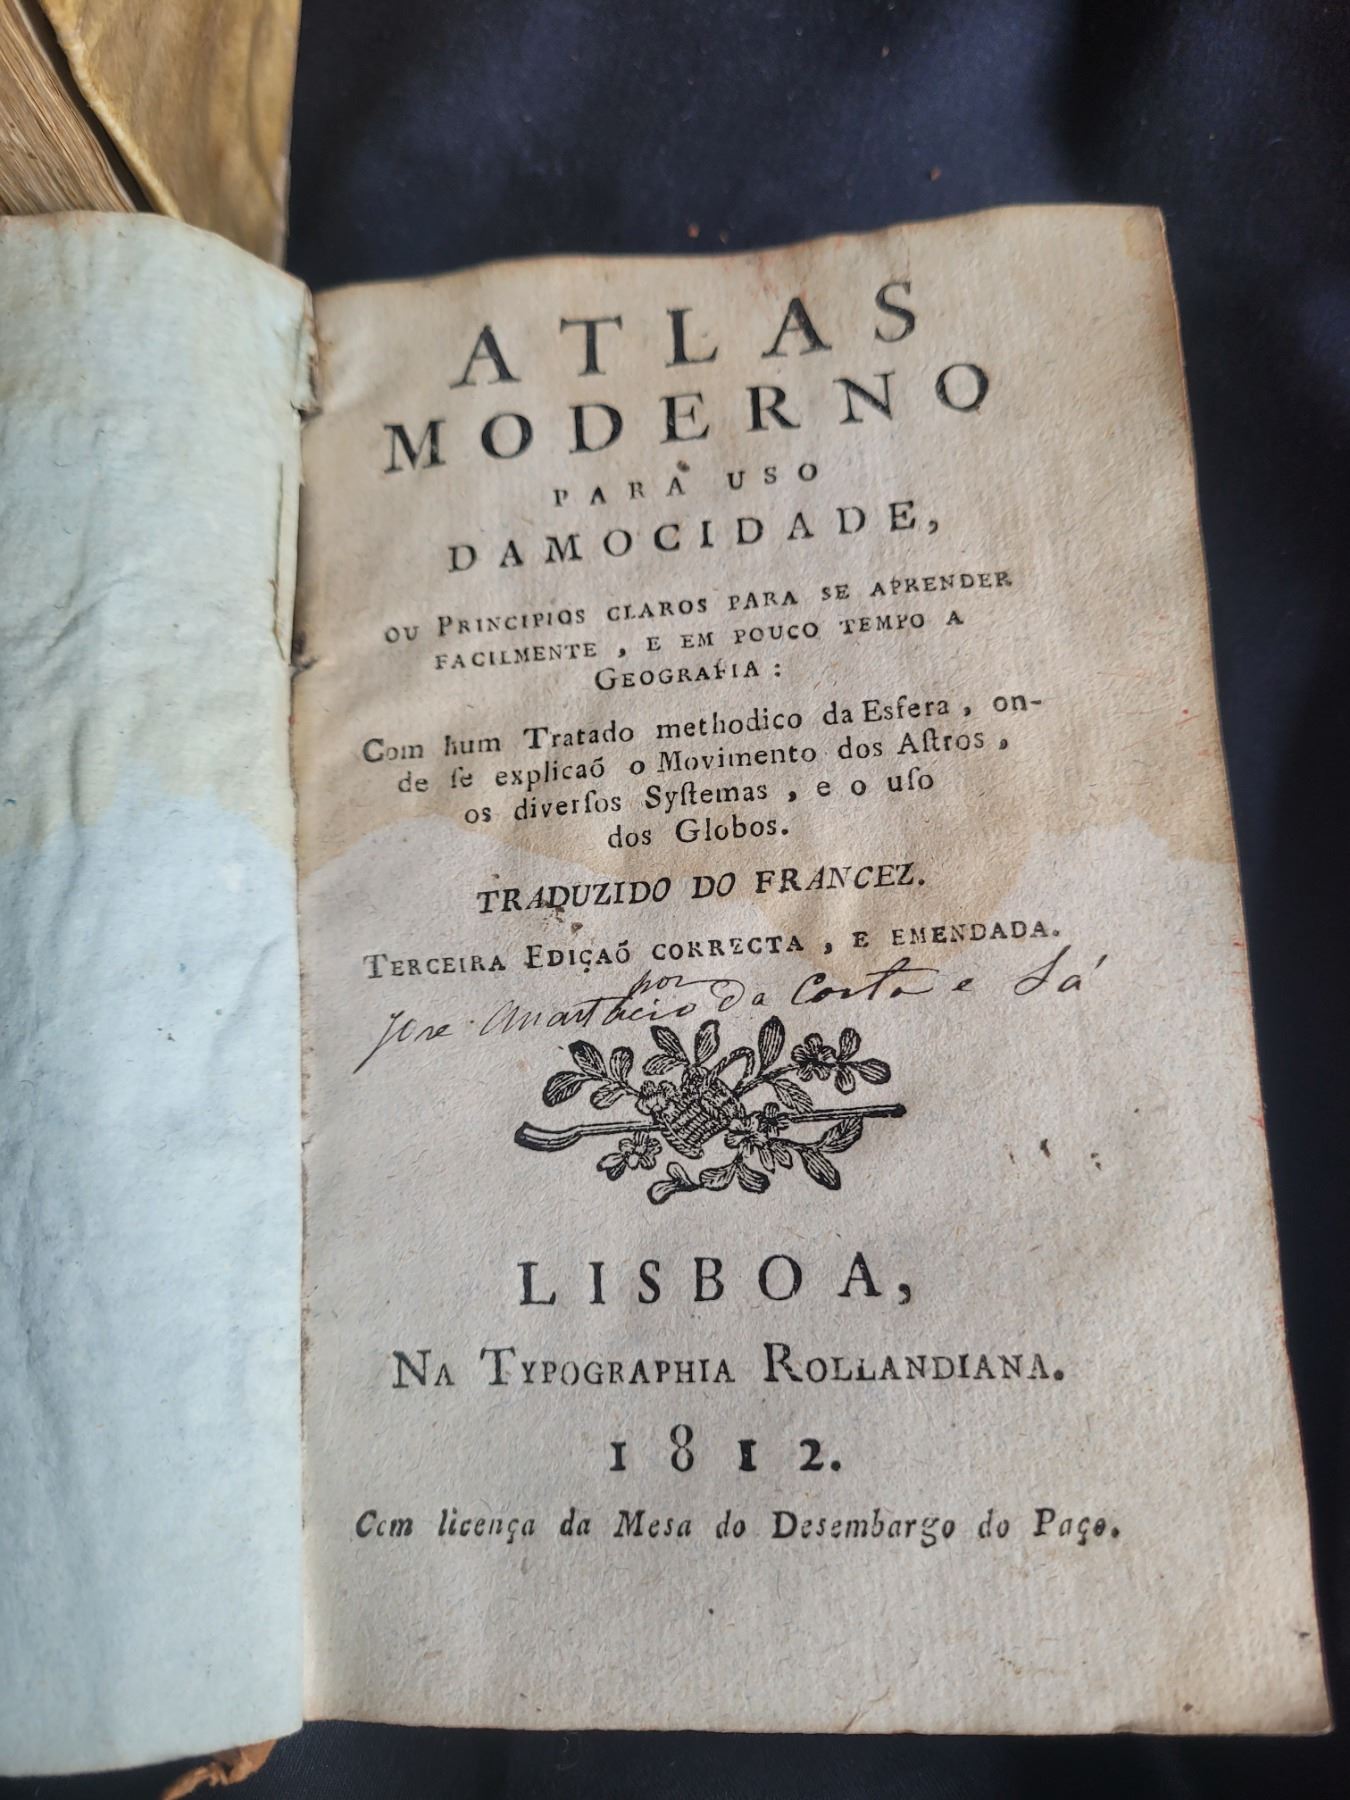 ATLAS
MODERNO
PARA USO
DA MOCIDADE,
OU PRINCIPIOS CLAROS PARA SE APRENDER
FACILMENTE, E EM POUCO TEMPO A
GEOGRAFIA:
Com hum Tratado methodico da Esfera, on-
de ſe explicaõ o Movimento dos Aſtros,
os diverſos Syſtemas, e o uſo
dos Globos.
TRADUZIDO DO FRANCEZ.
TERCEIRA EDIÇAÕ CORRECTA, E EMENDADA.
por
Jose Anastacio da Costa e Sá
LISBOA,
NA TYPOGRAPHIA ROLLANDIANA.
1812.
Com licença da Mesa do Desembargo do Paço.